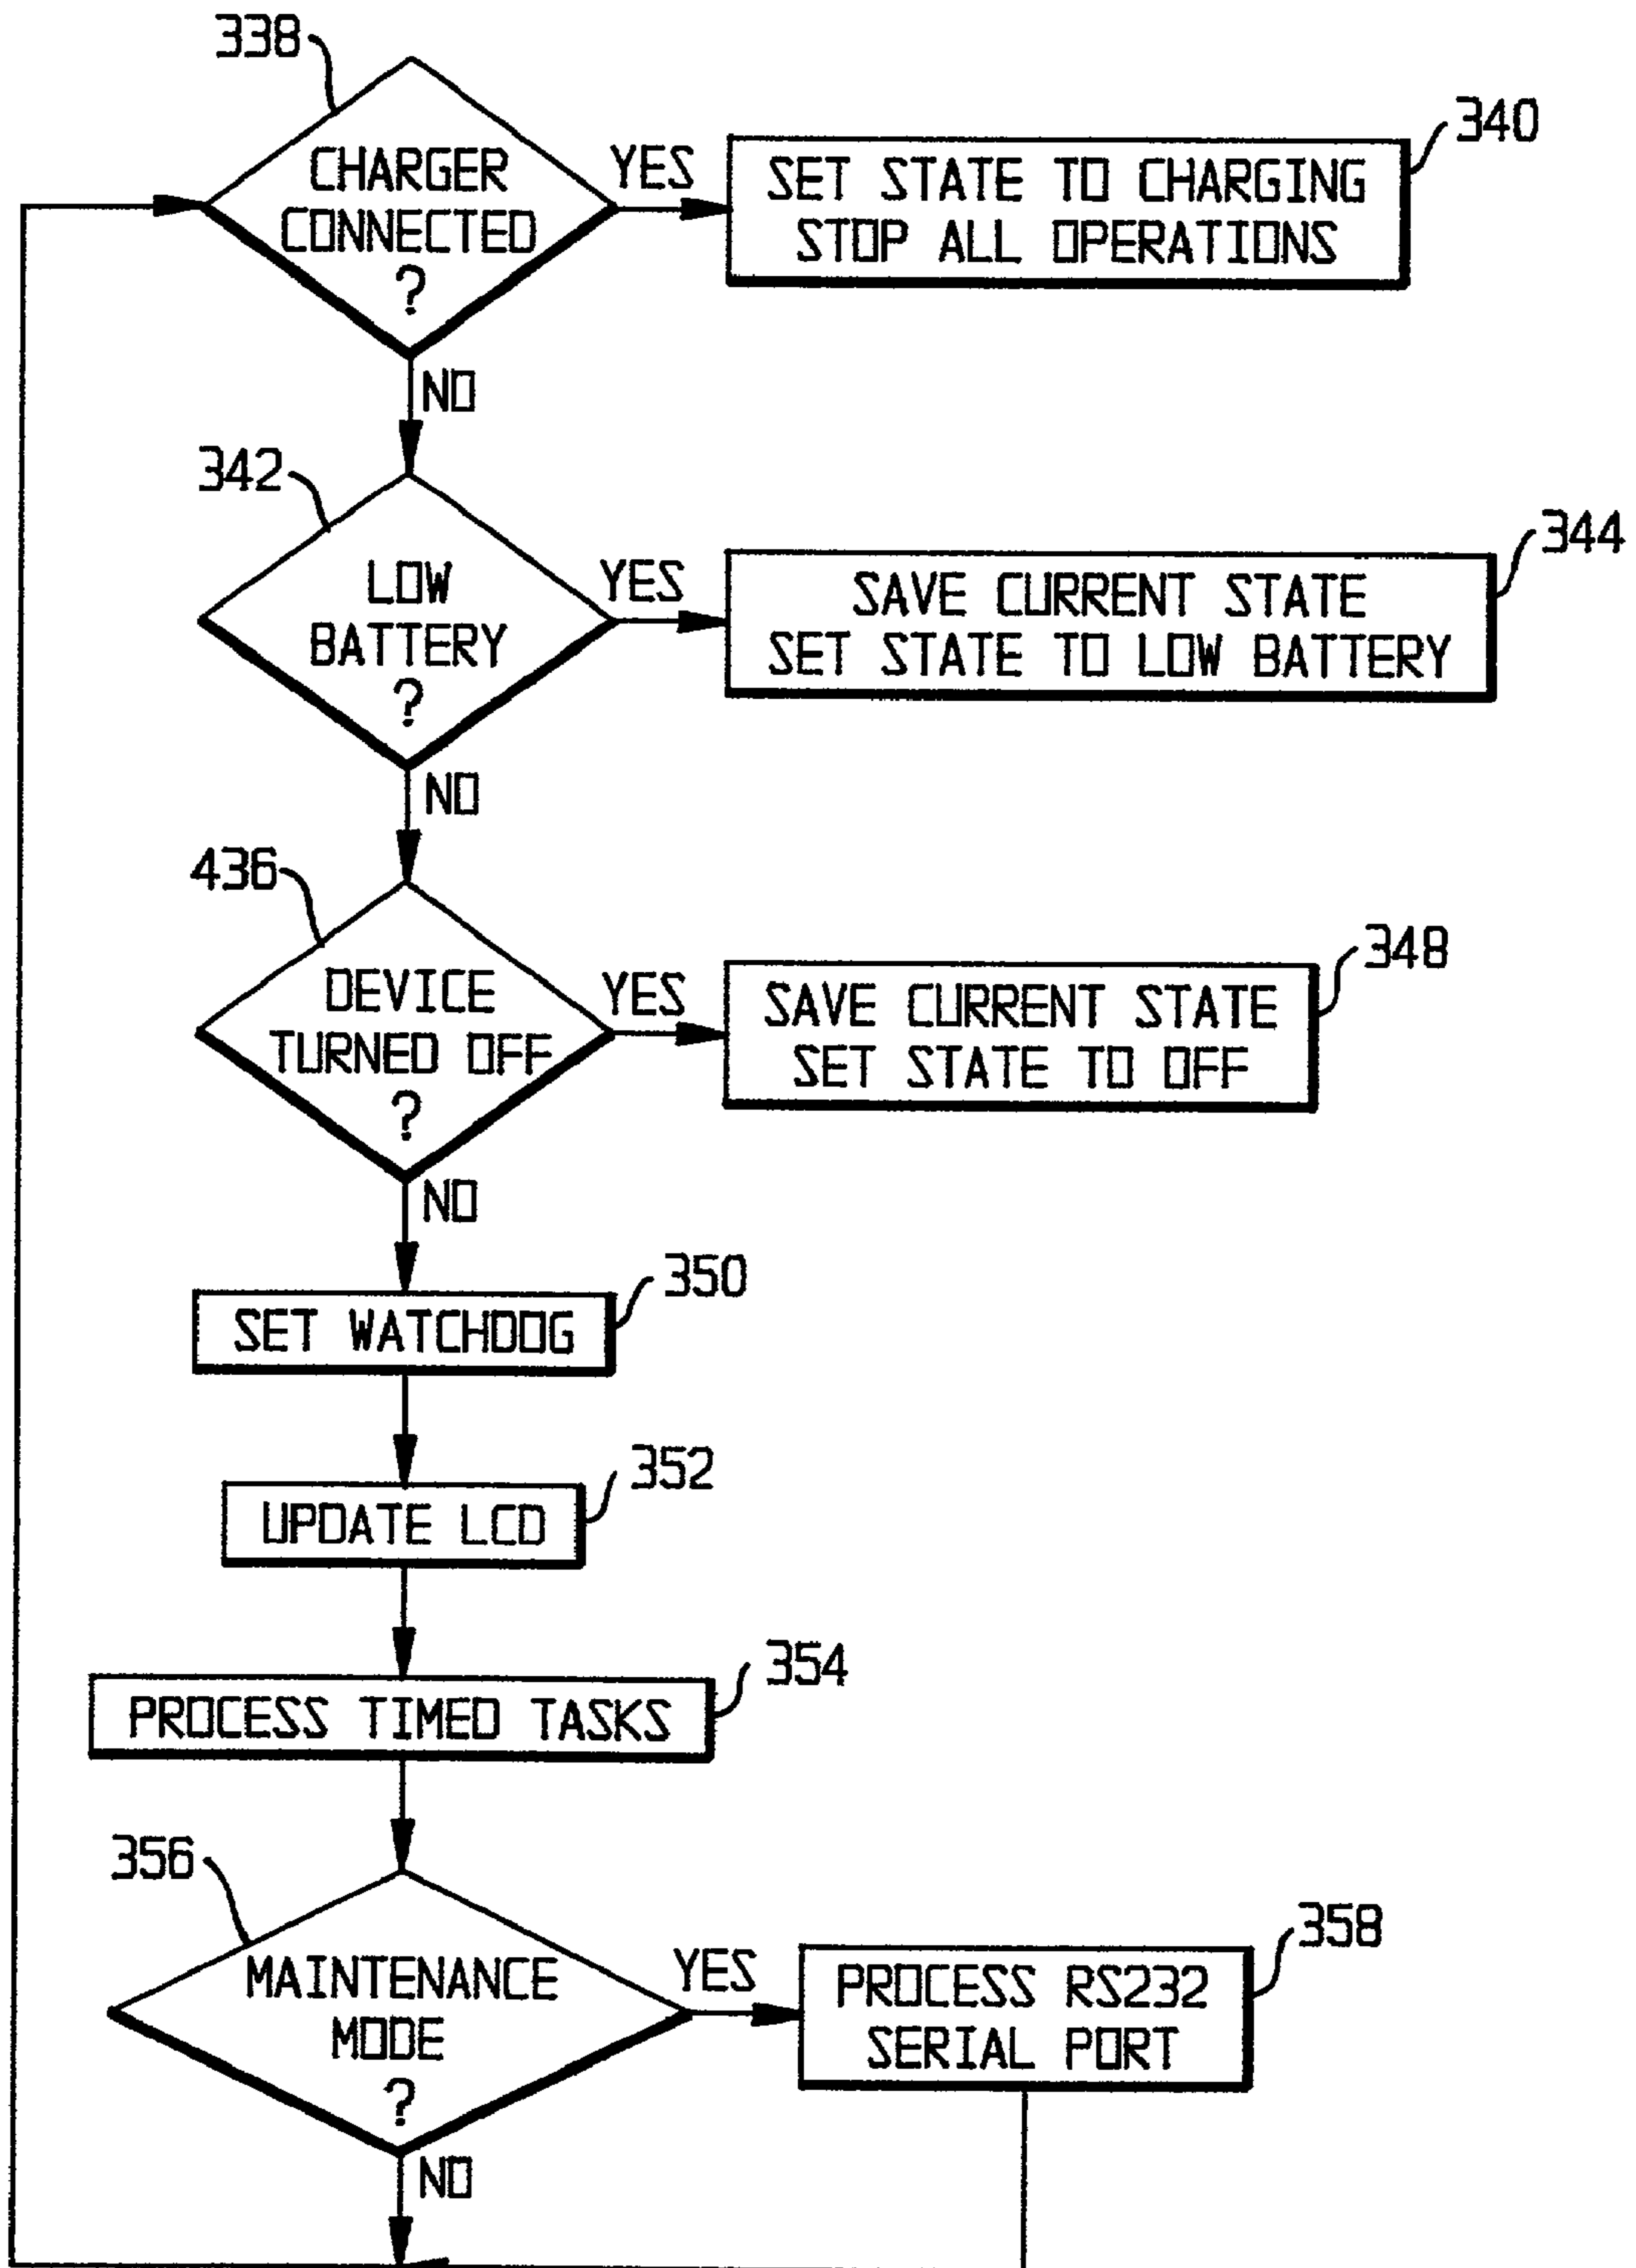 338
CHARGER
CONNECTED
?
YES
340
SET STATE TO CHARGING
STOP ALL OPERATIONS
NO
342
LOW
BATTERY
?
YES
344
SAVE CURRENT STATE
SET STATE TO LOW BATTERY
NO
436
DEVICE
TURNED OFF
?
YES
348
SAVE CURRENT STATE
SET STATE TO OFF
NO
350
SET WATCHDOG
352
UPDATE LCD
354
PROCESS TIMED TASKS
356
MAINTENANCE
MODE
?
YES
358
PROCESS RS232
SERIAL PORT
NO